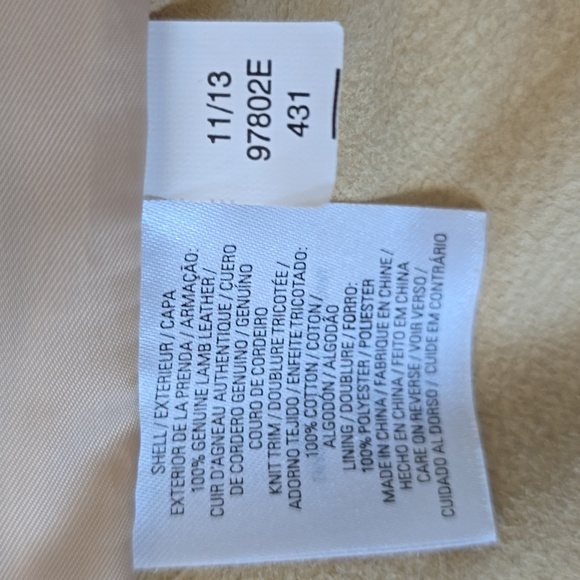 11/13
97802E
431
SHELL / EXTERIEUR / CAPA
EXTERIOR DE LA PRENDA / ARMAÇÃO:
100% GENUINE LAMB LEATHER /
CUIR D'AGNEAU AUTHENTIQUE / CUERO
DE CORDERO GENUINO / GENUÍNO
COURO DE CORDEIRO
KNIT TRIM / DOUBLURE TRICOTÉE /
ADORNO TEJIDO / ENFEITE TRICOTADO:
100% COTTON / COTON /
ALGODÓN / ALGODÃO
LINING / DOUBLURE / FORRO:
100% POLYESTER / POLIESTER
MADE IN CHINA / FABRIQUE EN CHINE /
HECHO EN CHINA / FEITO EM CHINA
CARE ON REVERSE / VOIR VERSO /
CUIDADO AL DORSO / CUIDE EM CONTRÁRIO